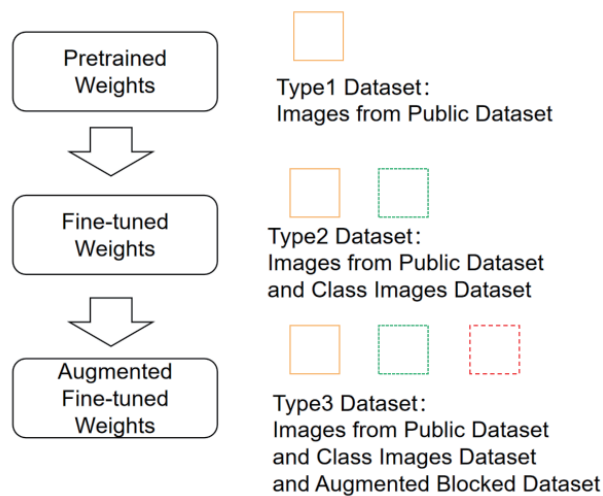 Pretrained
Weights
Type1 Dataset:
Images from Public Dataset
Fine-tuned
Weights
Type2 Dataset:
Images from Public Dataset
and Class Images Dataset
Augmented
Fine-tuned
Weights
Type3 Dataset:
Images from Public Dataset
and Class Images Dataset
and Augmented Blocked Dataset